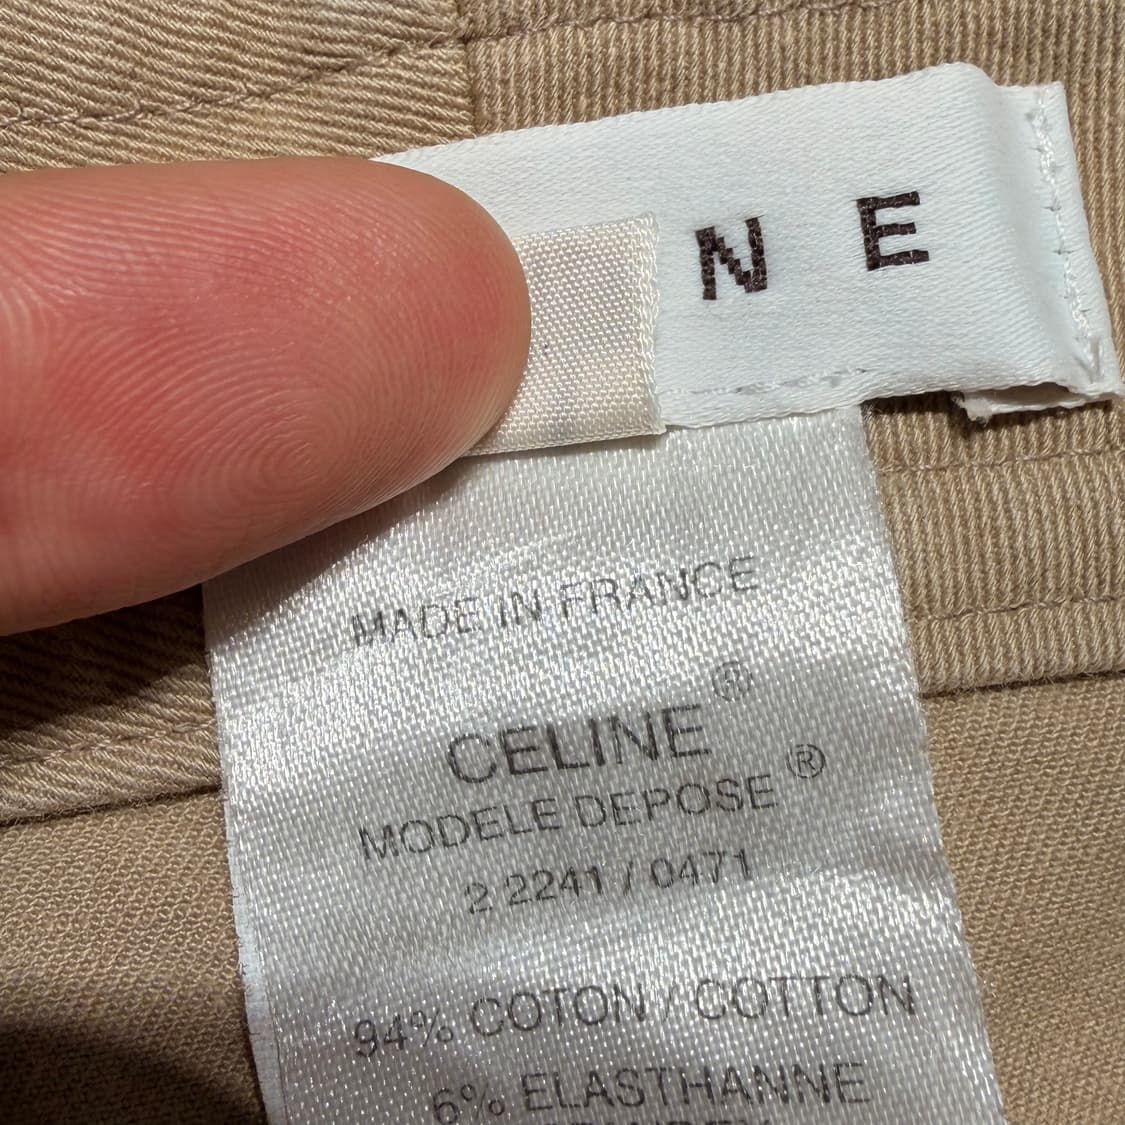 N E
MADE IN FRANCE
CELINE ®
MODELE DEPOSE ®
2 2241 / 0471
94% COTON / COTTON
6% ELASTHANNE